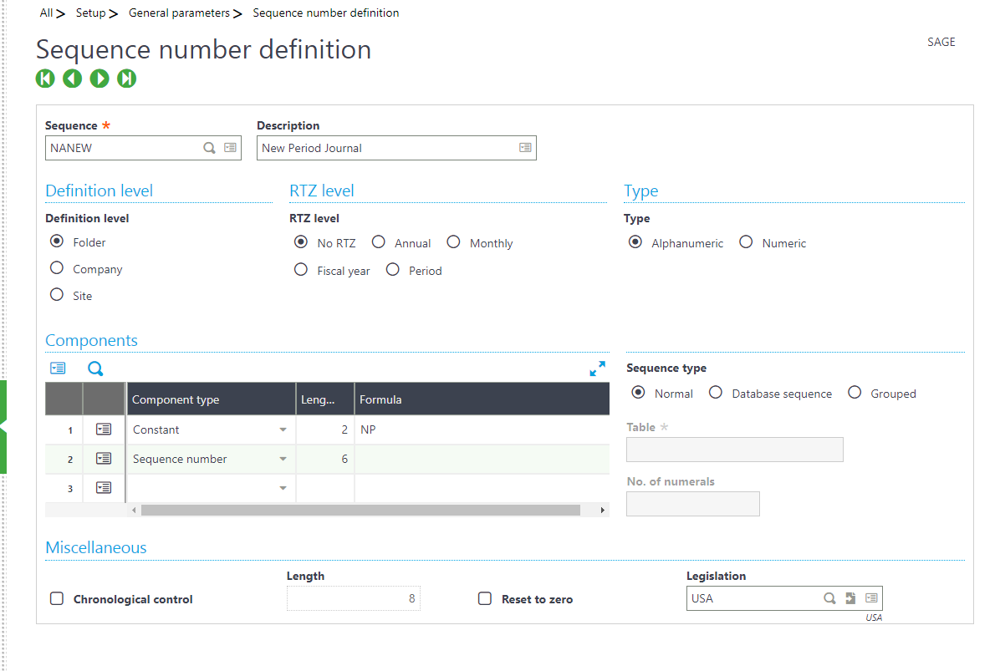 All > Setup > General parameters > Sequence number definition
Sequence number definition
SAGE
Sequence *
Description
NANEW
New Period Journal
Definition level
RTZ level
Type
Definition level
RTZ level
Type
Folder
No RTZ Annual Monthly
Alphanumeric Numeric
Company
Fiscal year Period
Site
Components
Sequence type
Component type Leng... Formula
Normal Database sequence Grouped
1 Constant 2 NP
Table *
2 Sequence number 6
No. of numerals
3
Miscellaneous
Length
Legislation
Chronological control
8
Reset to zero
USA
USA